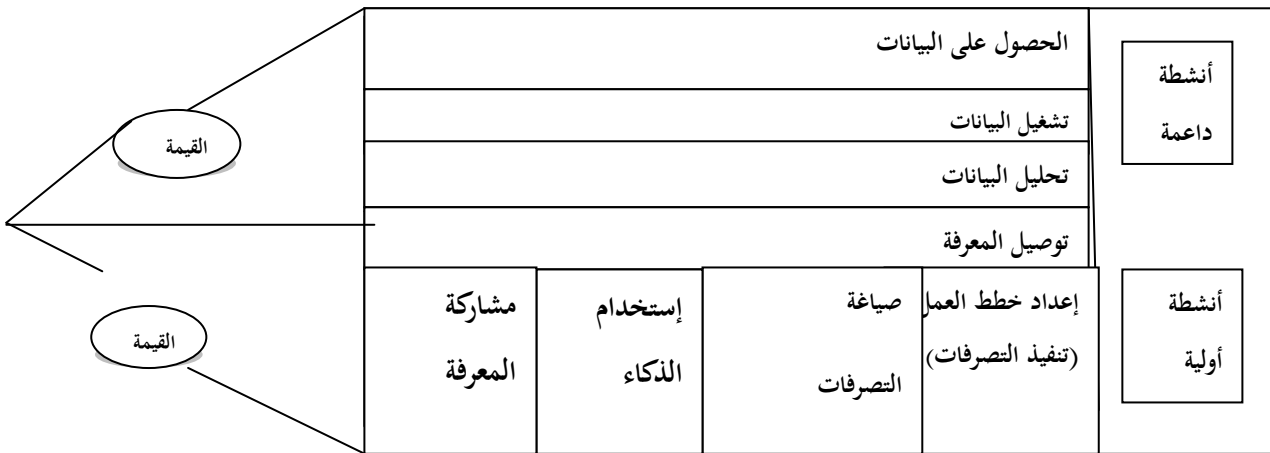 الحصول على البيانات
أنشطة
داعمة
تشغيل البيانات
القيمة
تحليل البيانات
توصيل المعرفة
أنشطة
أولية
إعداد خطط العمل
(تنفيذ التصرفات)
صياغة
التصرفات
إستخدام
الذكاء
مشاركة
المعرفة
القيمة